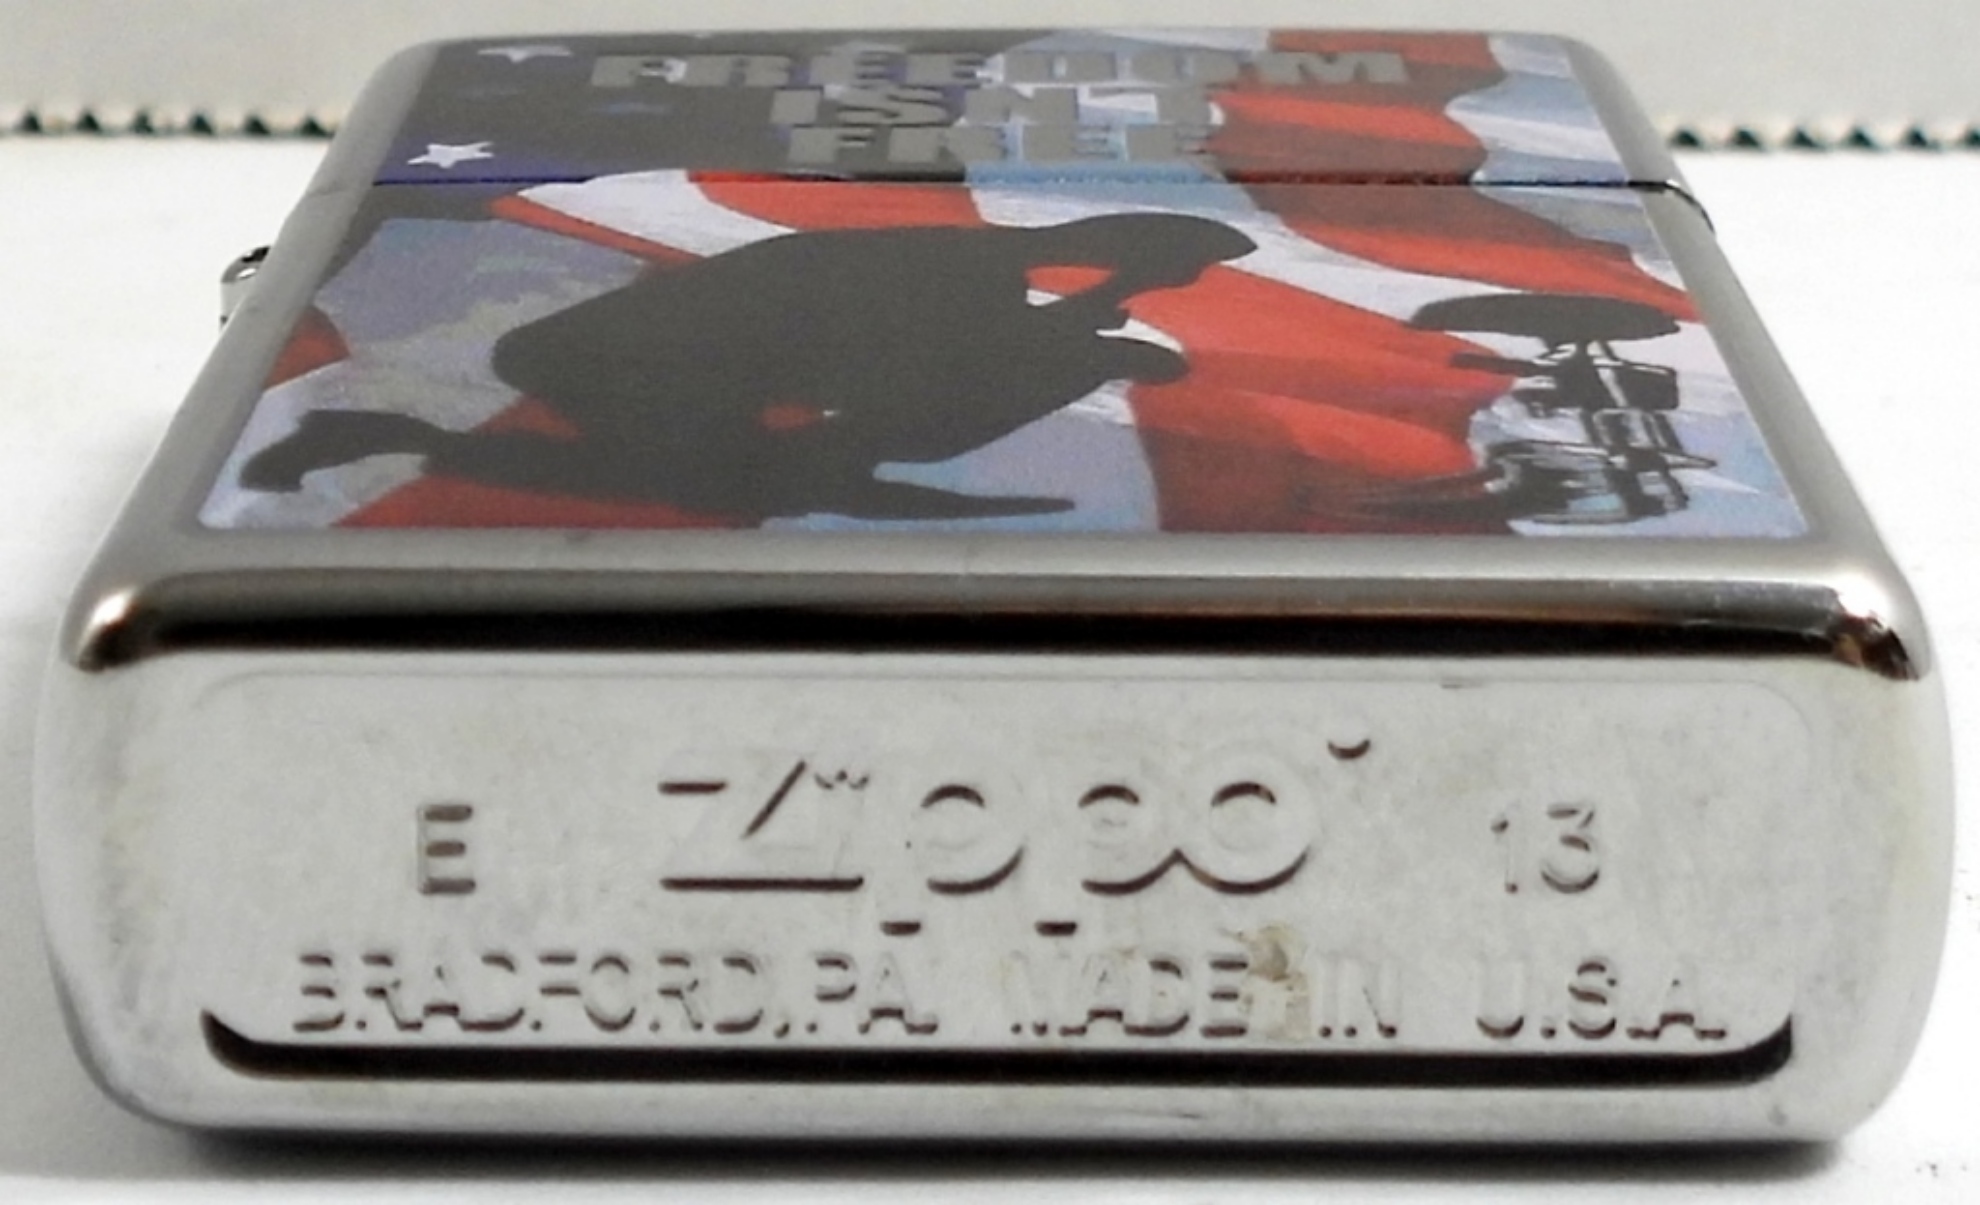 FREEDOM
ISN'T
FREE
E Zippo 13
BRADFORD, PA. MADE IN U.S.A.